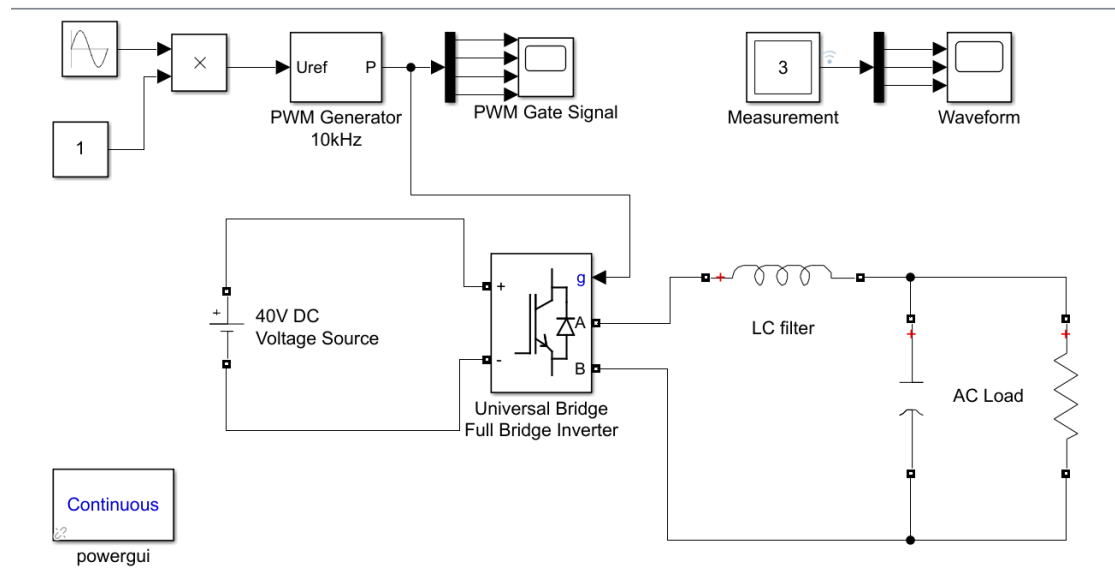 Uref
P
PWM Generator
10kHz
PWM Gate Signal
3
Measurement
Waveform
1
40V DC
Voltage Source
+
+
-
g
A
B
Universal Bridge
Full Bridge Inverter
+
LC filter
+
+
AC Load
Continuous
powergui